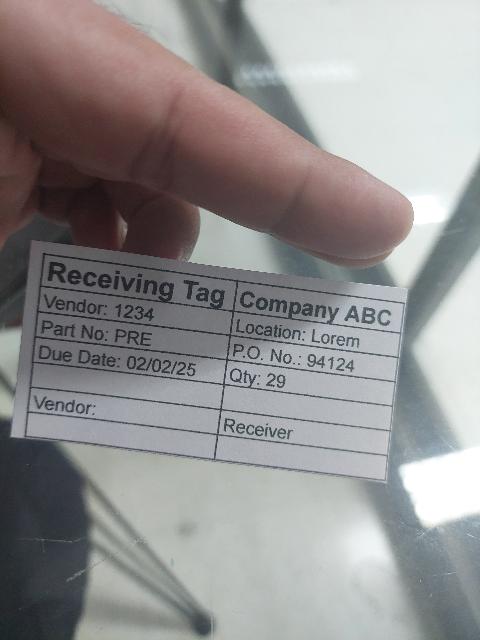 Receiving Tag Company ABC
Vendor: 1234 Location: Lorem
Part No: PRE P.O. No.: 94124
Due Date: 02/02/25 Qty: 29
Vendor:
Receiver